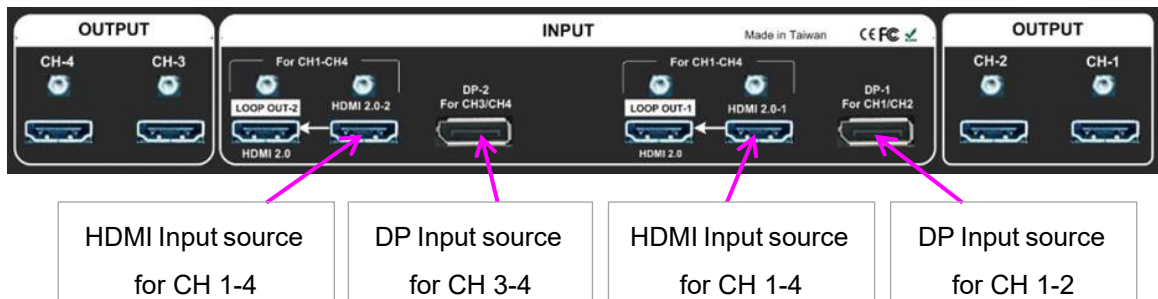 OUTPUT
INPUT
Made in Taiwan
CE FC
OUTPUT
CH-4
CH-3
For CH1-CH4
LOOP OUT-2
HDMI 2.0-2
HDMI 2.0
DP-2
For CH3/CH4
For CH1-CH4
LOOP OUT-1
HDMI 2.0-1
HDMI 2.0
DP-1
For CH1/CH2
CH-2
CH-1
HDMI Input source
for CH 1-4
DP Input source
for CH 3-4
HDMI Input source
for CH 1-4
DP Input source
for CH 1-2